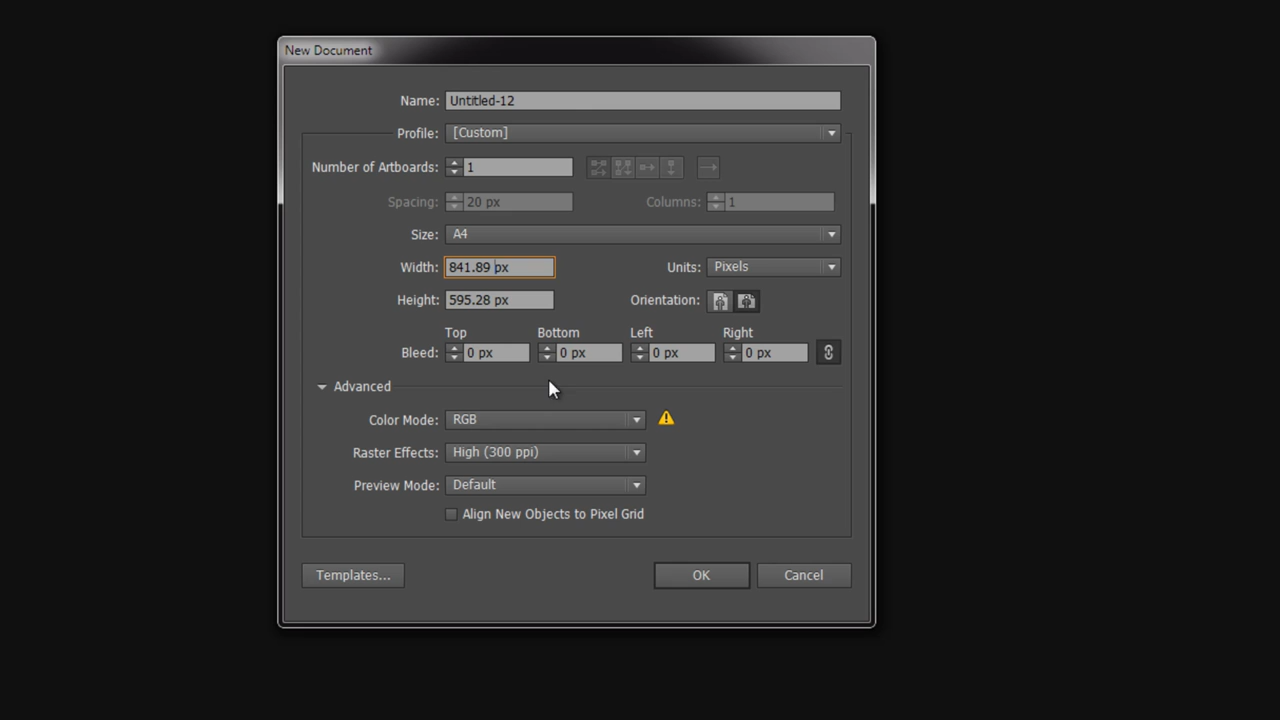 New Document
Name: Untitled-12
Profile: [Custom]
Number of Artboards: 1
Spacing: 20 px Columns: 1
Size: A4
Width: 841.89 px Units: Pixels
Height: 595.28 px Orientation:
Top Bottom Left Right
Bleed: 0 px 0 px 0 px 0 px
Advanced
Color Mode: RGB
Raster Effects: High (300 ppi)
Preview Mode: Default
Align New Objects to Pixel Grid
Templates... OK Cancel